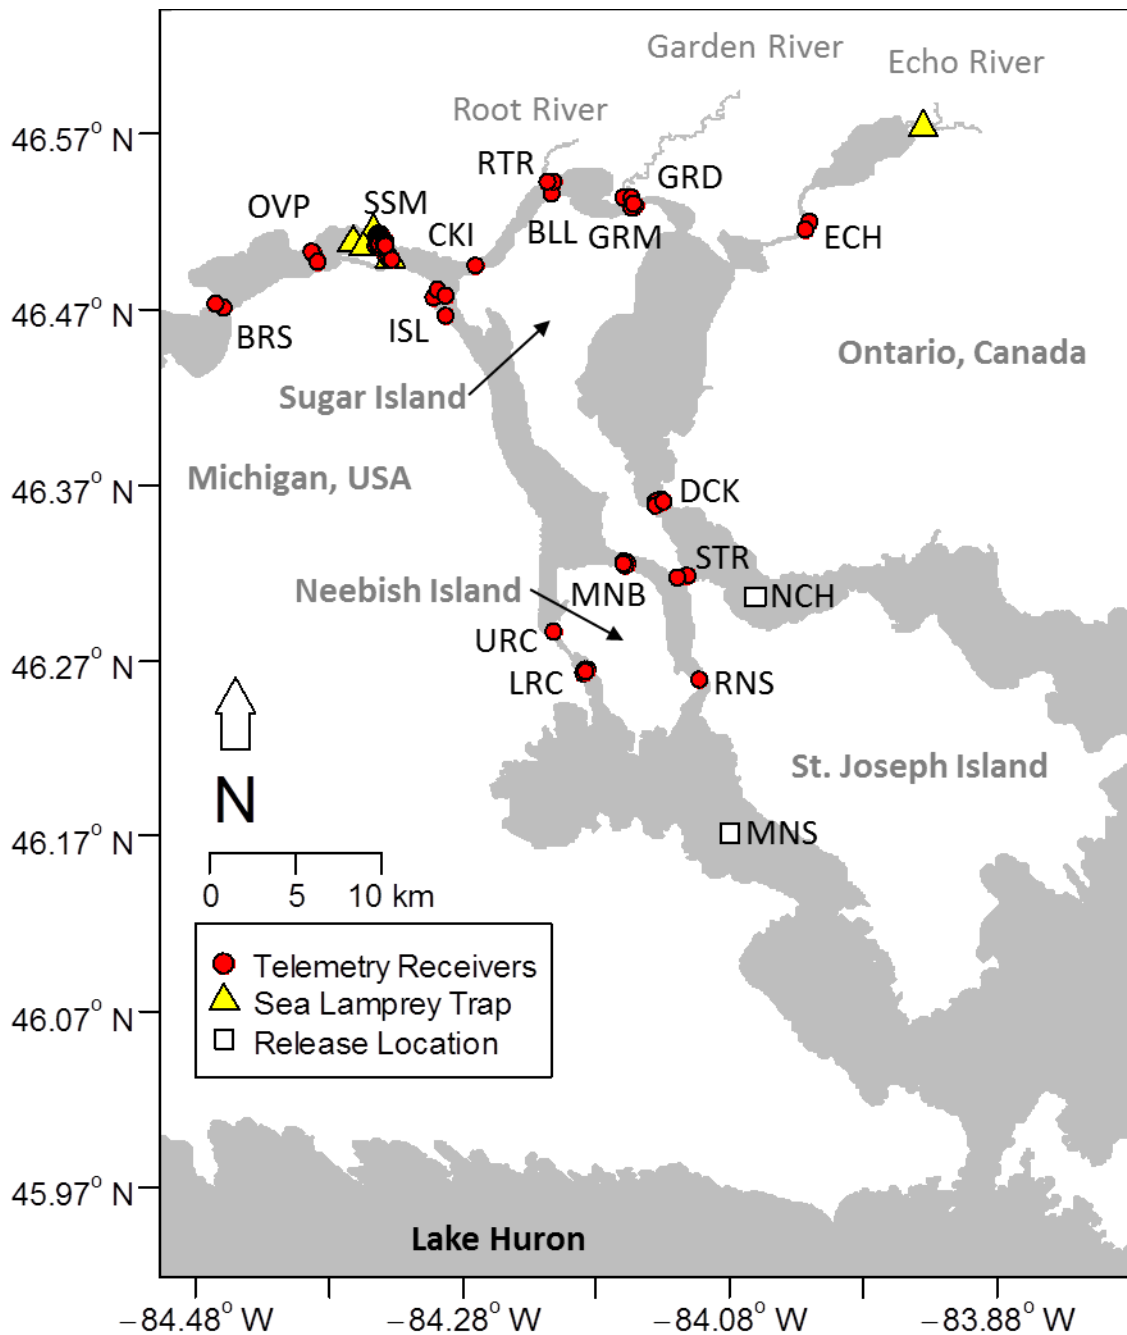 Garden River
Echo River
Root River
46.57° N
RTR
GRD
OVP
SSM
CKI
BLL
GRM
ECH
46.47° N
BRS
ISL
Ontario, Canada
Sugar Island
Michigan, USA
46.37° N
DCK
STR
Neebish Island
MNB
NCH
URC
46.27° N
LRC
RNS
St. Joseph Island
N
46.17° N
MNS
0 5 10 km
Telemetry Receivers
Sea Lamprey Trap
46.07° N
Release Location
45.97° N
Lake Huron
−84.48° W −84.28° W −84.08° W −83.88° W